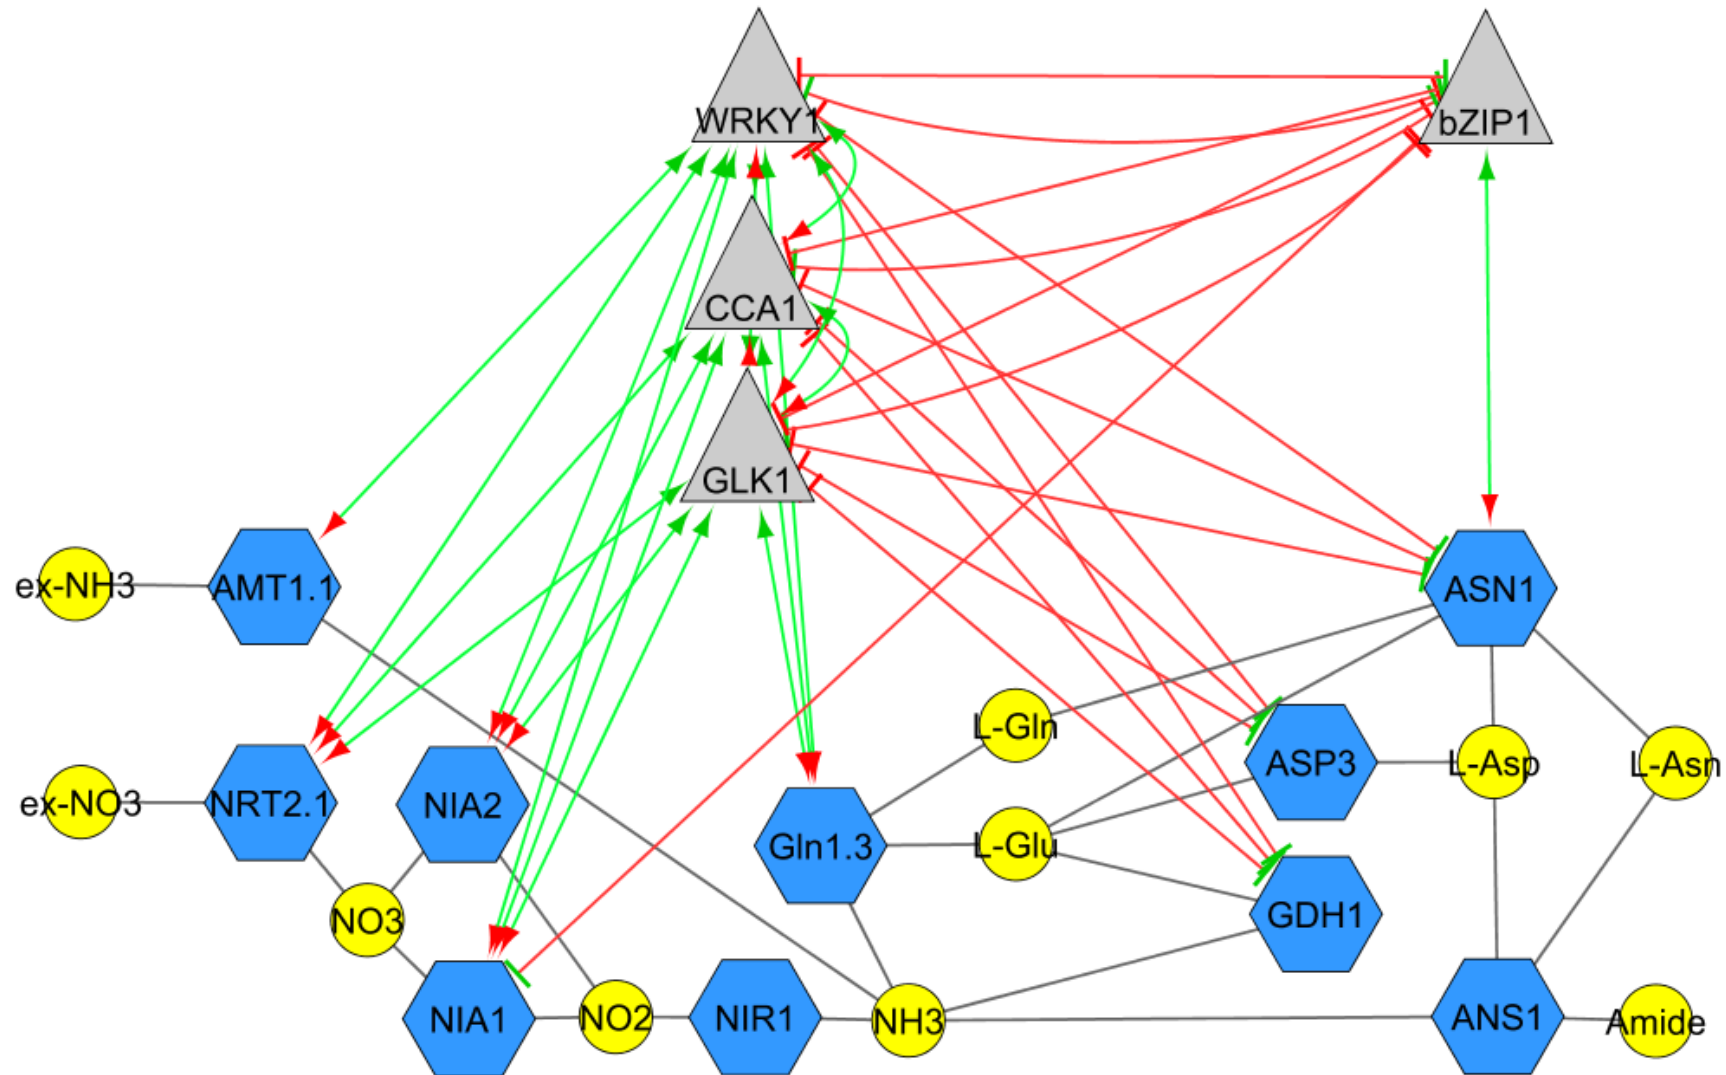 WRKY1
bZIP1
CCA1
GLK1
ex-NH3
AMT1.1
ASN1
L-Gln
ASP3
L-Asp
L-Asn
ex-NO3
NRT2.1
NIA2
Gln1.3
L-Glu
NO3
GDH1
NIA1
NO2
NIR1
NH3
ANS1
Amide